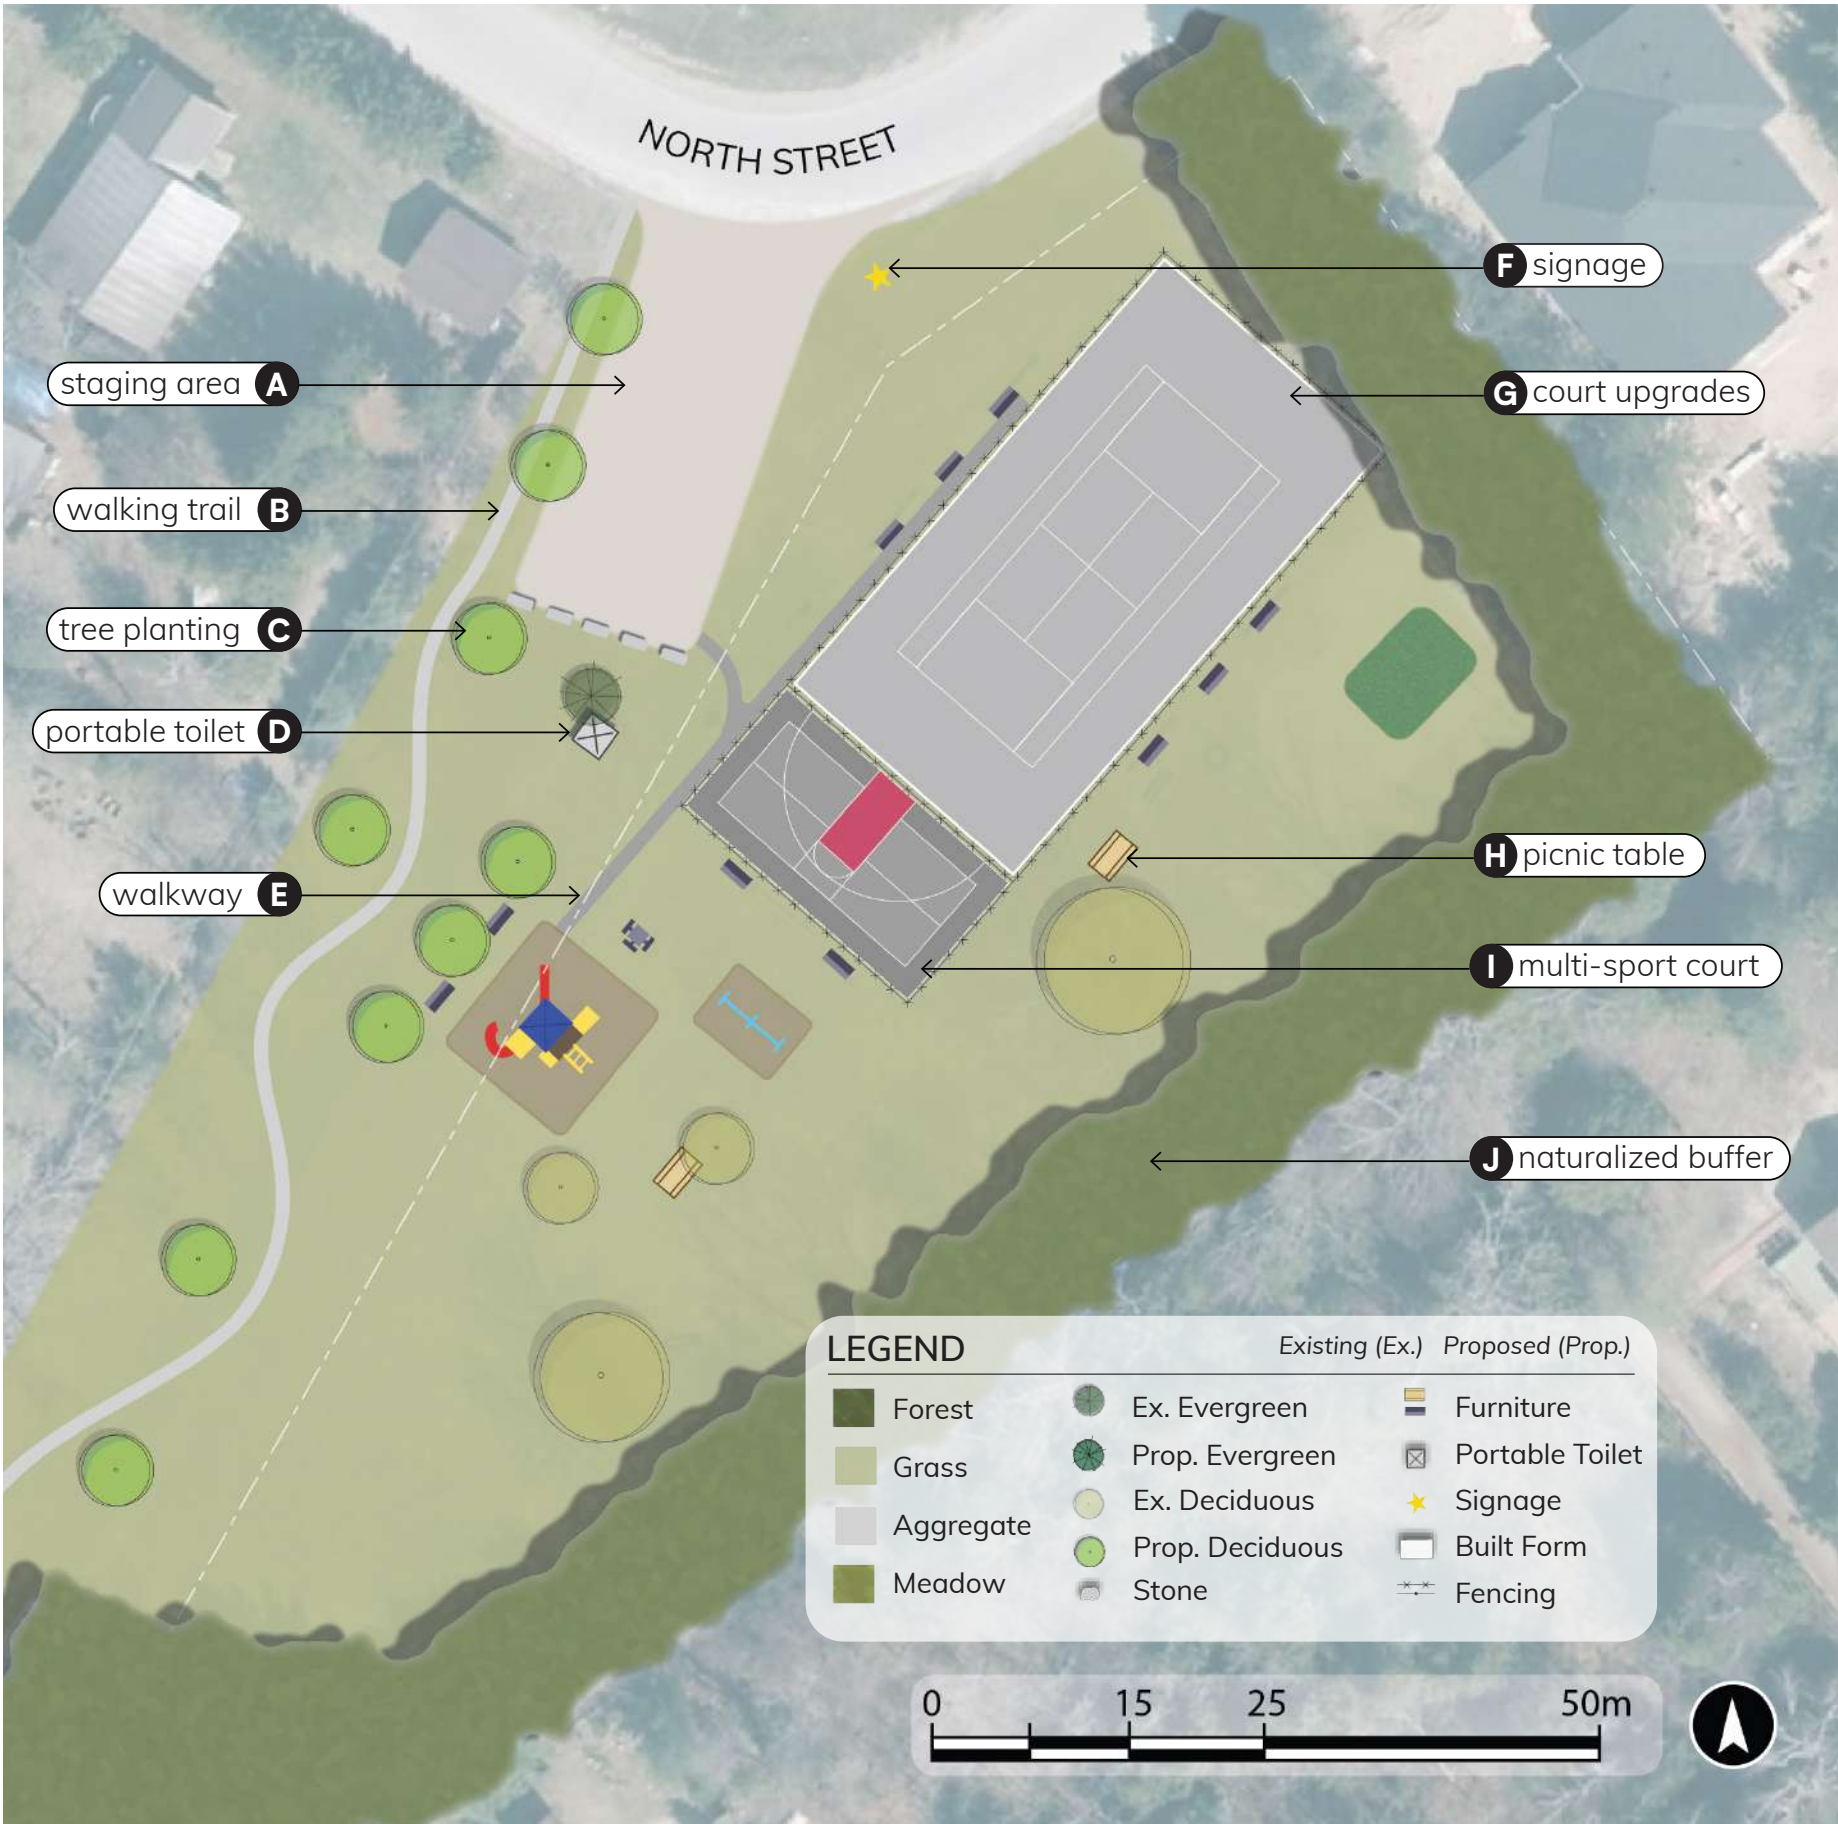 NORTH STREET
F signage
staging area A
G court upgrades
walking trail B
tree planting C
portable toilet D
H picnic table
walkway E
I multi-sport court
J naturalized buffer
LEGEND
Existing (Ex.) Proposed (Prop.)
Forest
Grass
Aggregate
Meadow
Ex. Evergreen
Prop. Evergreen
Ex. Deciduous
Prop. Deciduous
Stone
Furniture
Portable Toilet
Signage
Built Form
Fencing
0 15 25 50m